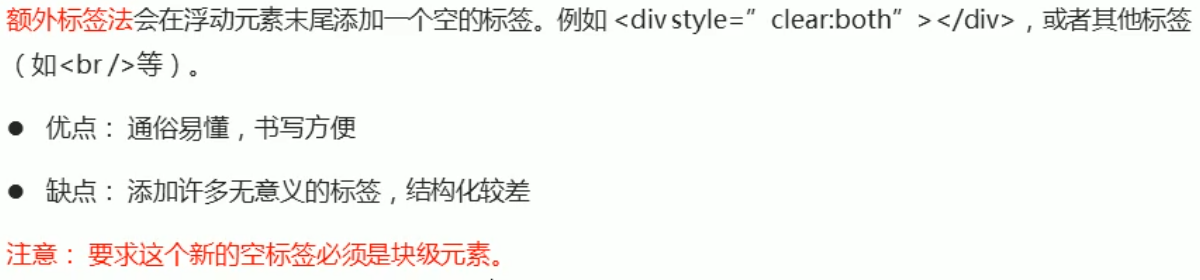 额外标签法会在浮动元素末尾添加一个空的标签。例如 <div style=”clear:both”></div>，或者其他标签
（如<br />等）。
● 优点： 通俗易懂，书写方便
● 缺点： 添加许多无意义的标签，结构化较差
注意： 要求这个新的空标签必须是块级元素。